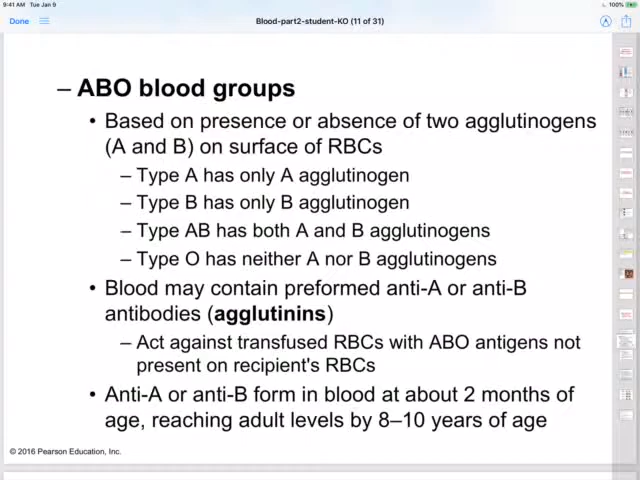 9:41 AM Tue Jan 9
100%
Done
Blood-part2-student-KO (11 of 31)
– ABO blood groups
• Based on presence or absence of two agglutinogens
(A and B) on surface of RBCs
– Type A has only A agglutinogen
– Type B has only B agglutinogen
– Type AB has both A and B agglutinogens
– Type O has neither A nor B agglutinogens
• Blood may contain preformed anti-A or anti-B
antibodies (agglutinins)
– Act against transfused RBCs with ABO antigens not
present on recipient's RBCs
• Anti-A or anti-B form in blood at about 2 months of
age, reaching adult levels by 8–10 years of age
© 2016 Pearson Education, Inc.